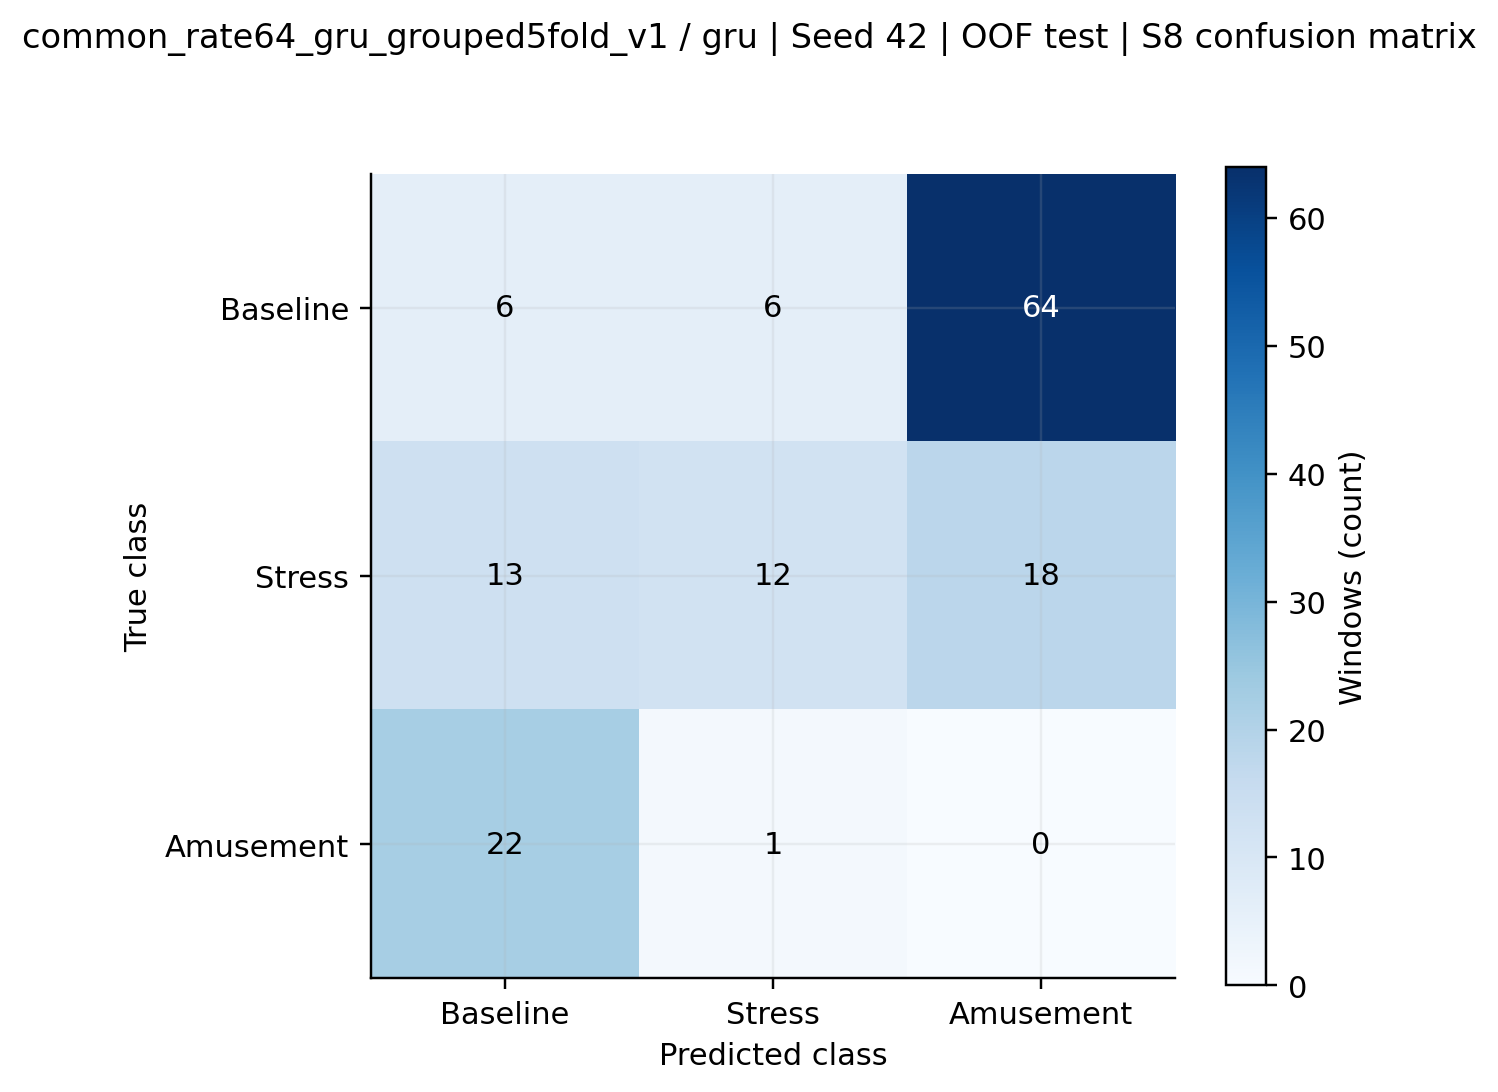 common_rate64_gru_grouped5fold_v1 / gru | Seed 42 | OOF test | S8 confusion matrix
Baseline
6
6
64
Stress
13
12
18
Amusement
22
1
0
True class
Baseline
Stress
Amusement
Predicted class
60
50
40
30
20
10
0
Windows (count)